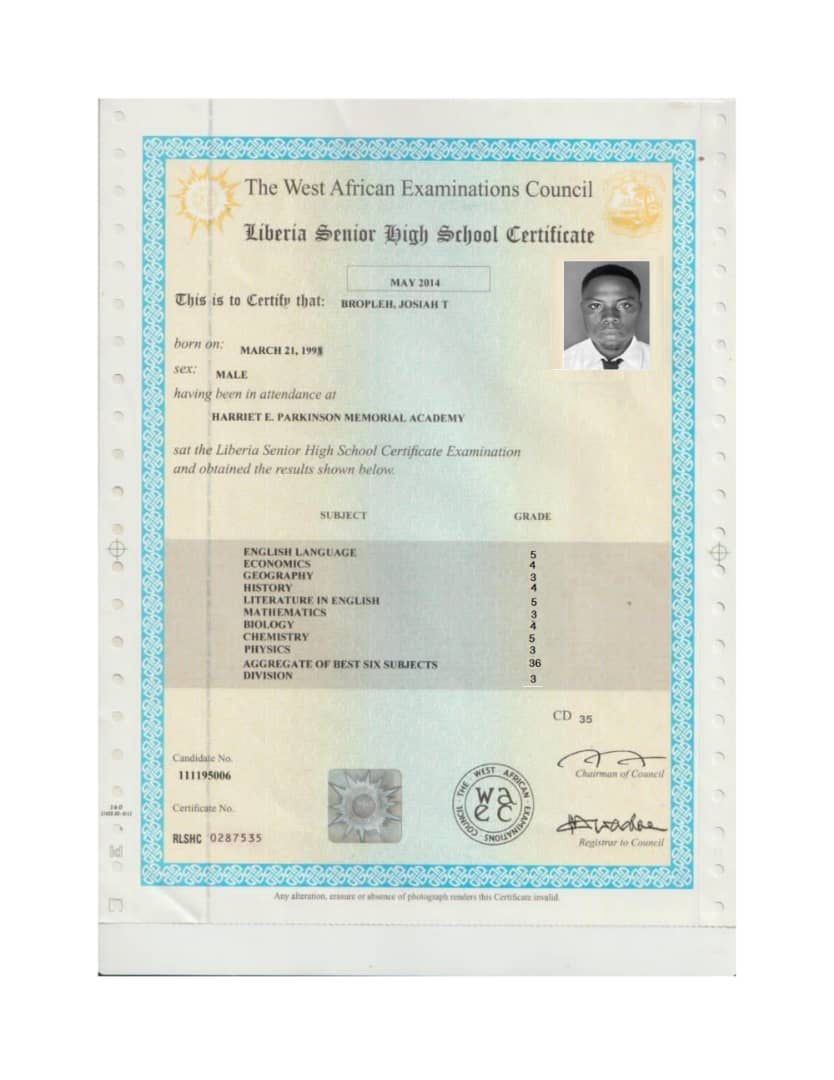 The West African Examinations Council
Liberia Senior High School Certificate
MAY 2014
This is to Certify that: BROPLEH, JOSIAH T
born on: MARCH 21, 1998
sex: MALE
having been in attendance at
HARRIET E. PARKINSON MEMORIAL ACADEMY
sat the Liberia Senior High School Certificate Examination
and obtained the results shown below.
SUBJECT GRADE
ENGLISH LANGUAGE 5
ECONOMICS 4
GEOGRAPHY 3
HISTORY 4
LITERATURE IN ENGLISH 5
MATHEMATICS 3
BIOLOGY 4
CHEMISTRY 5
PHYSICS 3
AGGREGATE OF BEST SIX SUBJECTS 36
DIVISION 3
CD 35
Candidate No.
111195006
Chairman of Council
THE WEST AFRICAN EXAMINATIONS COUNCIL
waec
Certificate No.
RLSHC 0287535
Registrar to Council
Any alteration, erasure or absence of photograph renders this Certificate invalid.